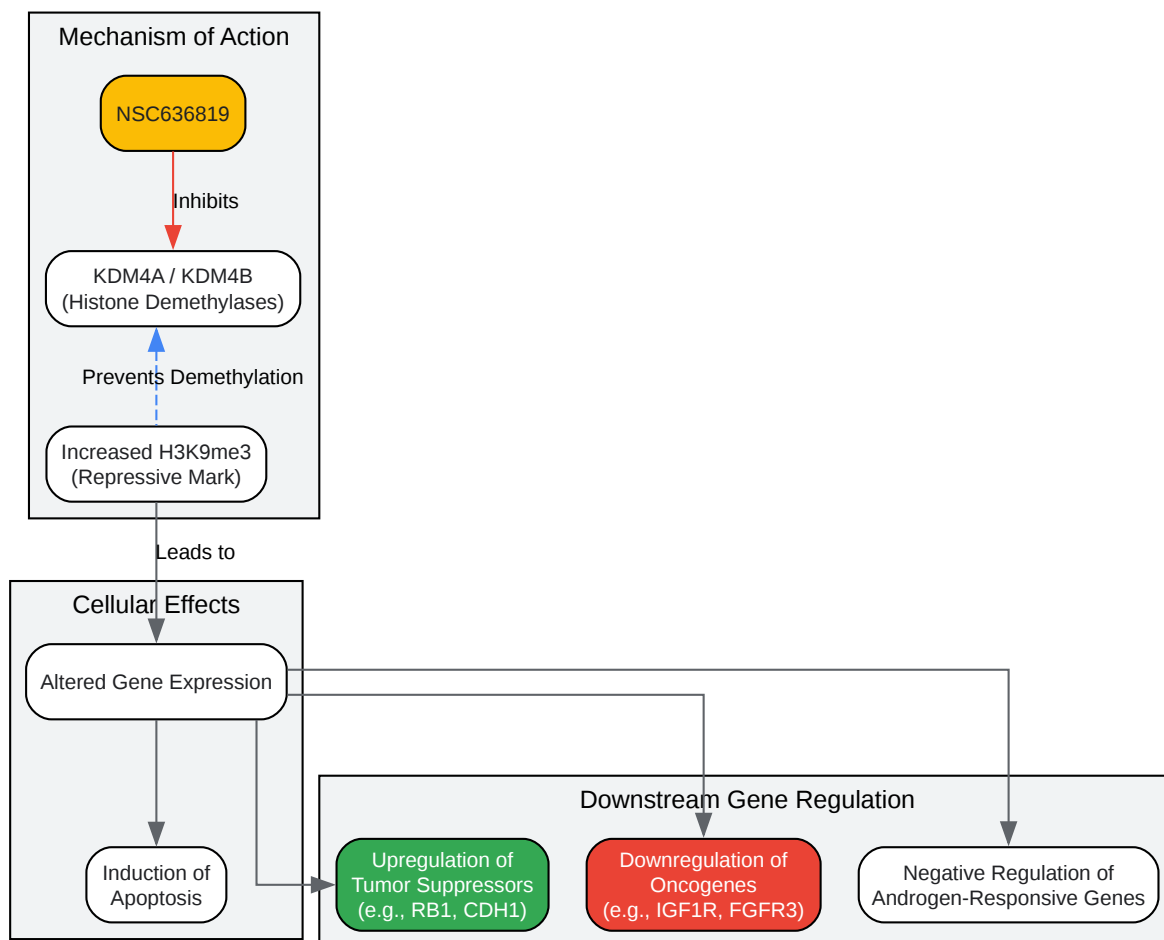 Mechanism of Action
NSC636819
Inhibits
KDM4A / KDM4B
(Histone Demethylases)
Prevents Demethylation
Increased H3K9me3
(Repressive Mark)
Leads to
Cellular Effects
Altered Gene Expression
Induction of
Apoptosis
Downstream Gene Regulation
Upregulation of
Tumor Suppressors
(e.g., RB1, CDH1)
Downregulation of
Oncogenes
(e.g., IGF1R, FGFR3)
Negative Regulation of
Androgen-Responsive Genes